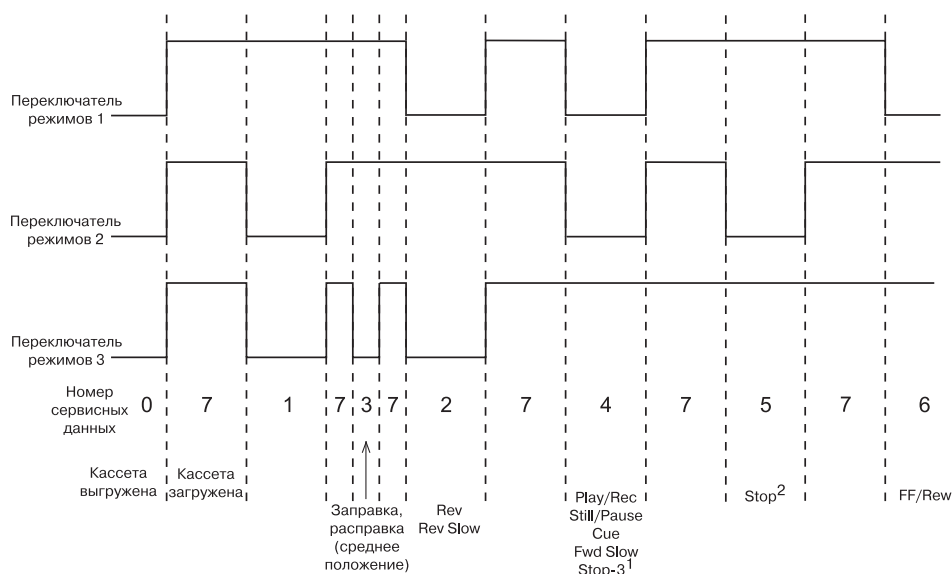 Переключатель
режимов 1
Переключатель
режимов 2
Переключатель
режимов 3
Номер
сервисных
данных
0 7 1 7 3 7 2 7 4 7 5 7 6
Кассета
выгружена
Кассета
загружена
Заправка,
расправка
(среднее
положение)
Rev
Rev Slow
Play/Rec
Still/Pause
Cue
Fwd Slow
Stop-3¹
Stop²
FF/Rew